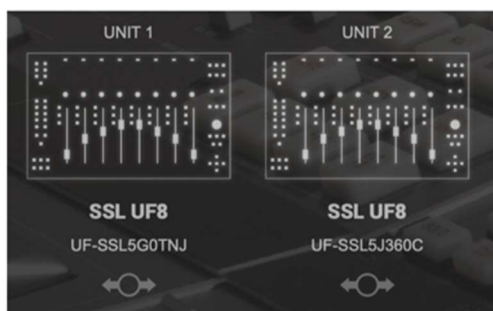 UNIT 1
UNIT 2
SSL UF8
SSL UF8
UF-SSL5G0TNJ
UF-SSL5J360C